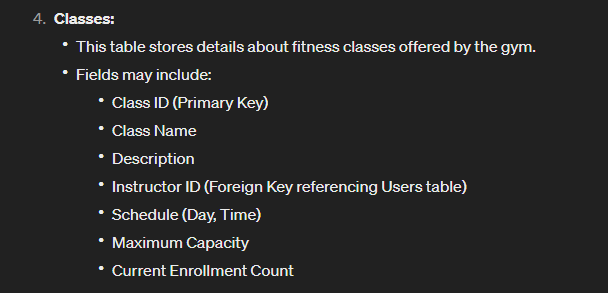 4. Classes:
• This table stores details about fitness classes offered by the gym.
• Fields may include:
• Class ID (Primary Key)
• Class Name
• Description
• Instructor ID (Foreign Key referencing Users table)
• Schedule (Day, Time)
• Maximum Capacity
• Current Enrollment Count